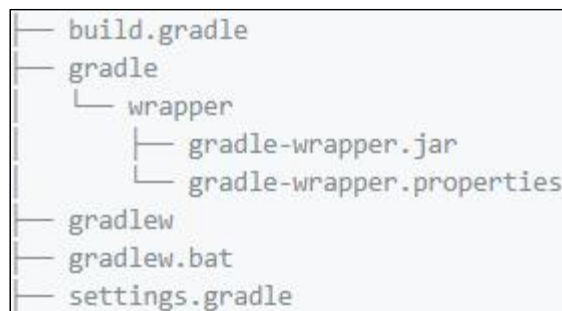 ├── build.gradle
├── gradle
│   └── wrapper
│       ├── gradle-wrapper.jar
│       └── gradle-wrapper.properties
├── gradlew
├── gradlew.bat
├── settings.gradle